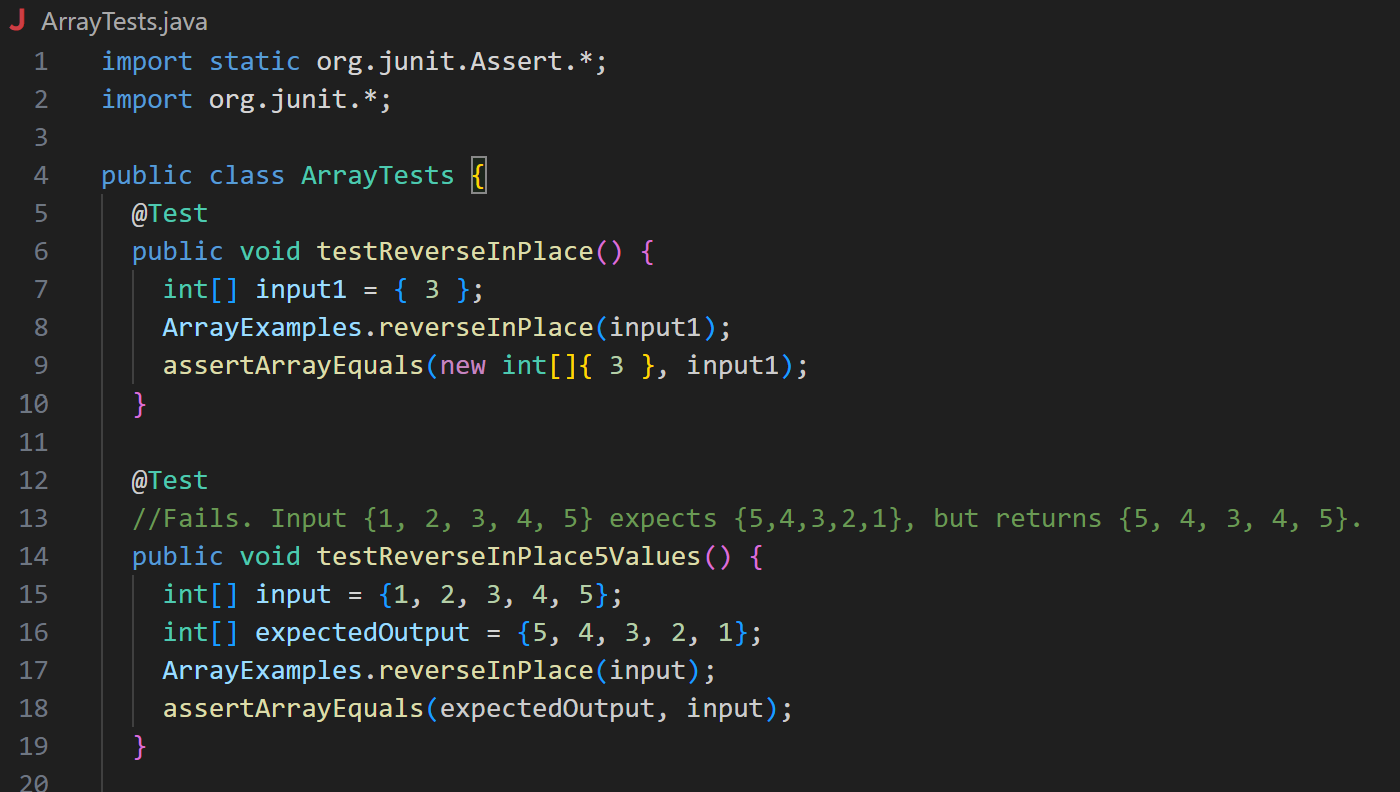 ArrayTests.java
1 import static org.junit.Assert.*;
2 import org.junit.*;
3
4 public class ArrayTests {
5 @Test
6 public void testReverseInPlace() {
7 int[] input1 = { 3 };
8 ArrayExamples.reverseInPlace(input1);
9 assertArrayEquals(new int[]{ 3 }, input1);
10 }
11
12 @Test
13 //Fails. Input {1, 2, 3, 4, 5} expects {5,4,3,2,1}, but returns {5, 4, 3, 4, 5}.
14 public void testReverseInPlace5Values() {
15 int[] input = {1, 2, 3, 4, 5};
16 int[] expectedOutput = {5, 4, 3, 2, 1};
17 ArrayExamples.reverseInPlace(input);
18 assertArrayEquals(expectedOutput, input);
19 }
20